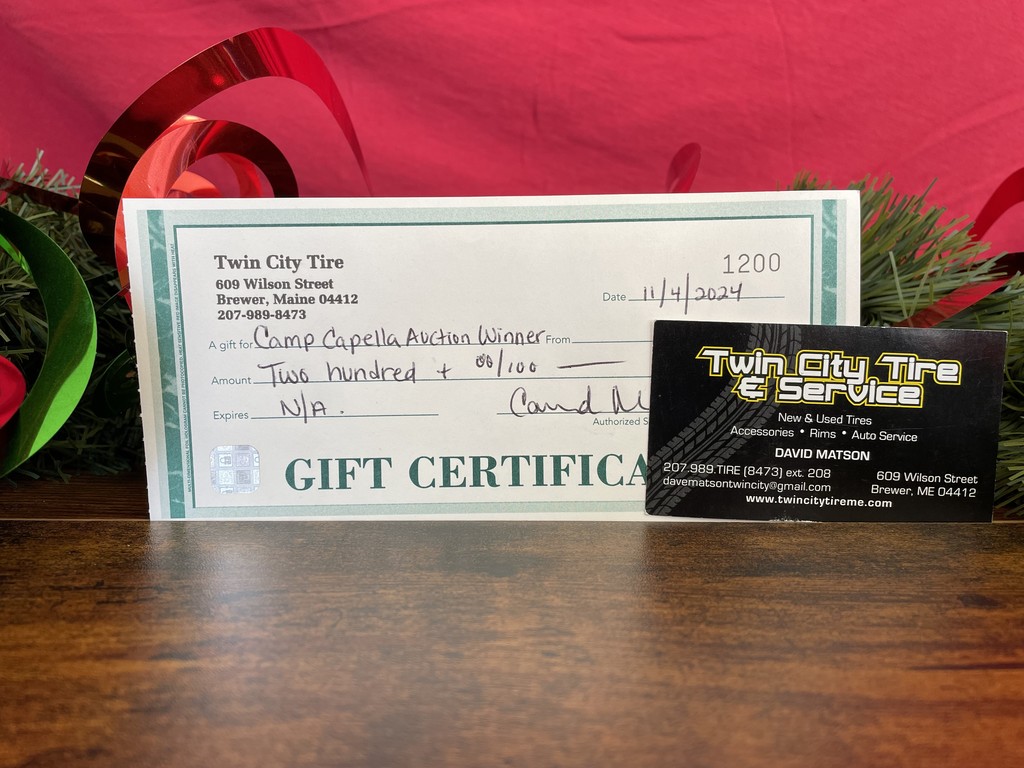 Twin City Tire
609 Wilson Street
Brewer, Maine 04412
207-989-8473
1200
Date 11/4/2024
A gift for Camp Capella Auction Winner From
Amount Two hundred + 00/100
Expires N/A.
Authorized S
GIFT CERTIFICA
Twin City Tire
& Service
New & Used Tires
Accessories • Rims • Auto Service
DAVID MATSON
207.989.TIRE (8473) ext. 208
davematsontwincity@gmail.com
609 Wilson Street
Brewer, ME 04412
www.twincitytireme.com